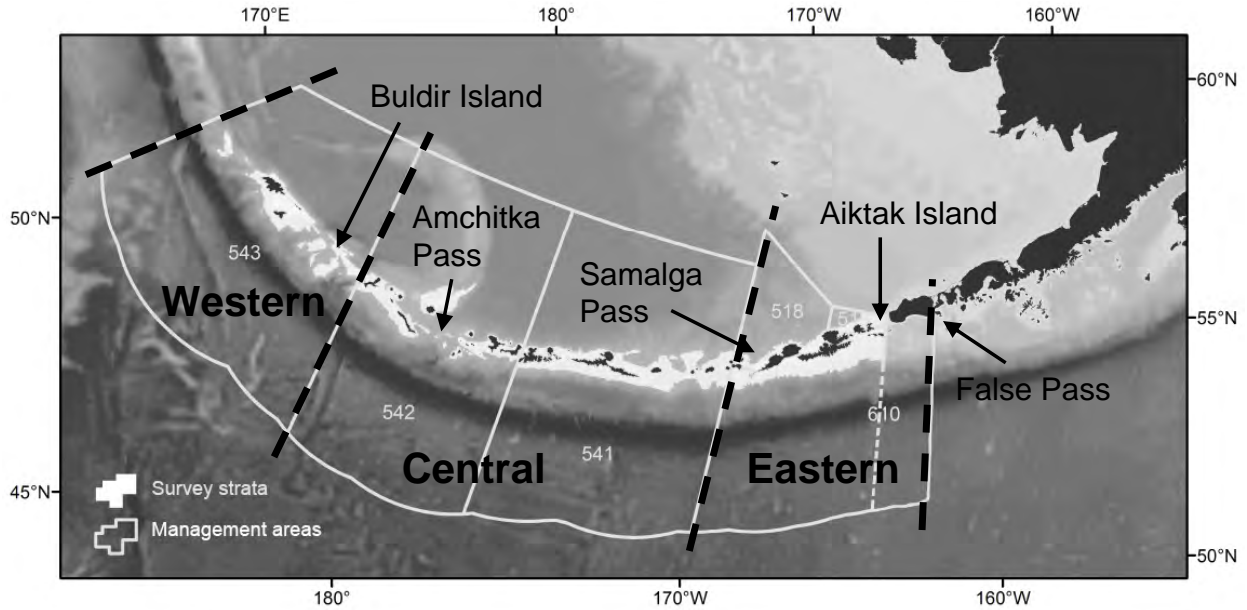 170°E 180° 170°W 160°W
60°N
Buldir Island
50°N
Amchitka
Pass
Aiktak Island
543
Samalga
Pass
Western
518
55°N
False Pass
542
610
541
Central
Eastern
45°N
Survey strata
Management areas
50°N
180° 170°W 160°W